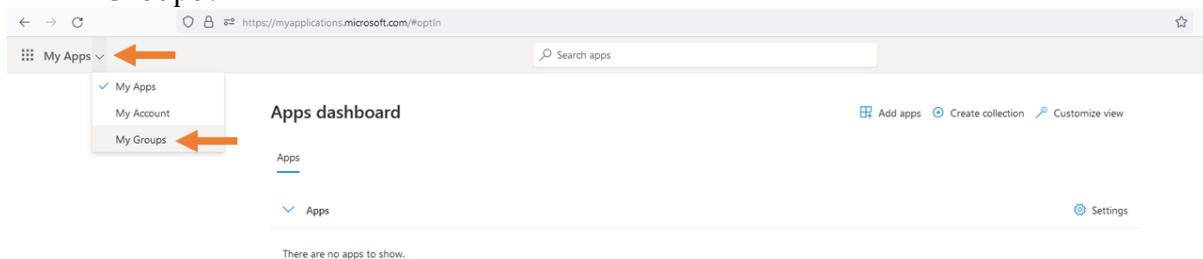 Groups.
https://myapplications.microsoft.com/#optIn
My Apps
Search apps
My Apps
My Account
My Groups
Apps dashboard
Add apps Create collection Customize view
Apps
Apps
Settings
There are no apps to show.